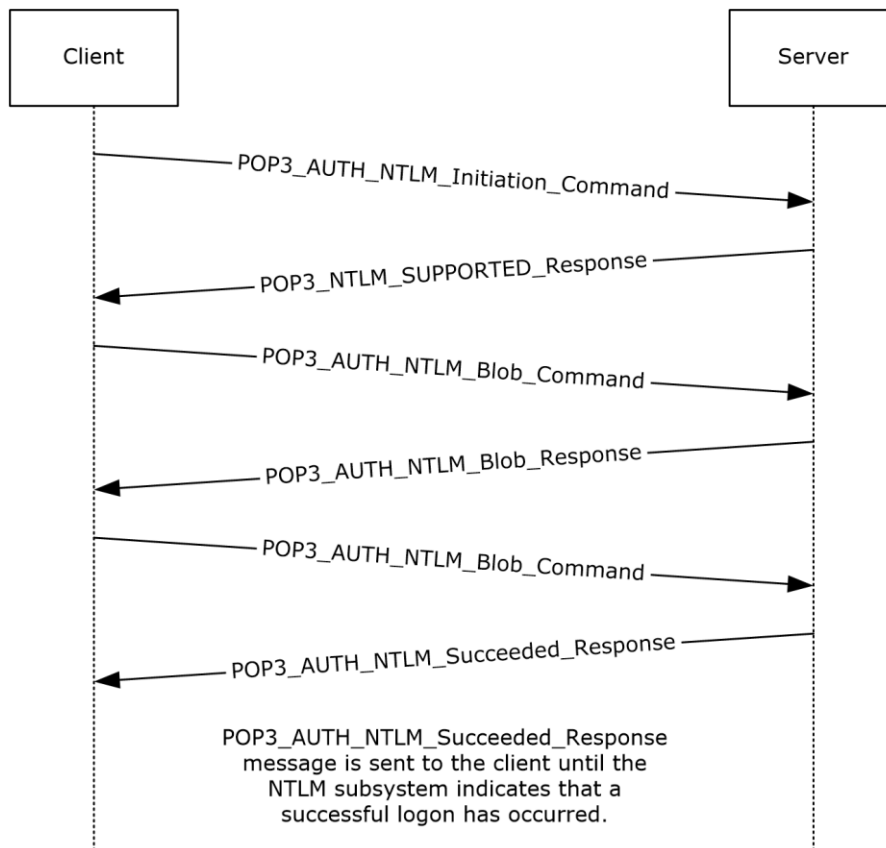 Client
Server
POP3_AUTH_NTLM_Initiation_Command
POP3_NTLM_SUPPORTED_Response
POP3_AUTH_NTLM_Blob_Command
POP3_AUTH_NTLM_Blob_Response
POP3_AUTH_NTLM_Blob_Command
POP3_AUTH_NTLM_Succeeded_Response
POP3_AUTH_NTLM_Succeeded_Response
message is sent to the client until the
NTLM subsystem indicates that a
successful logon has occurred.